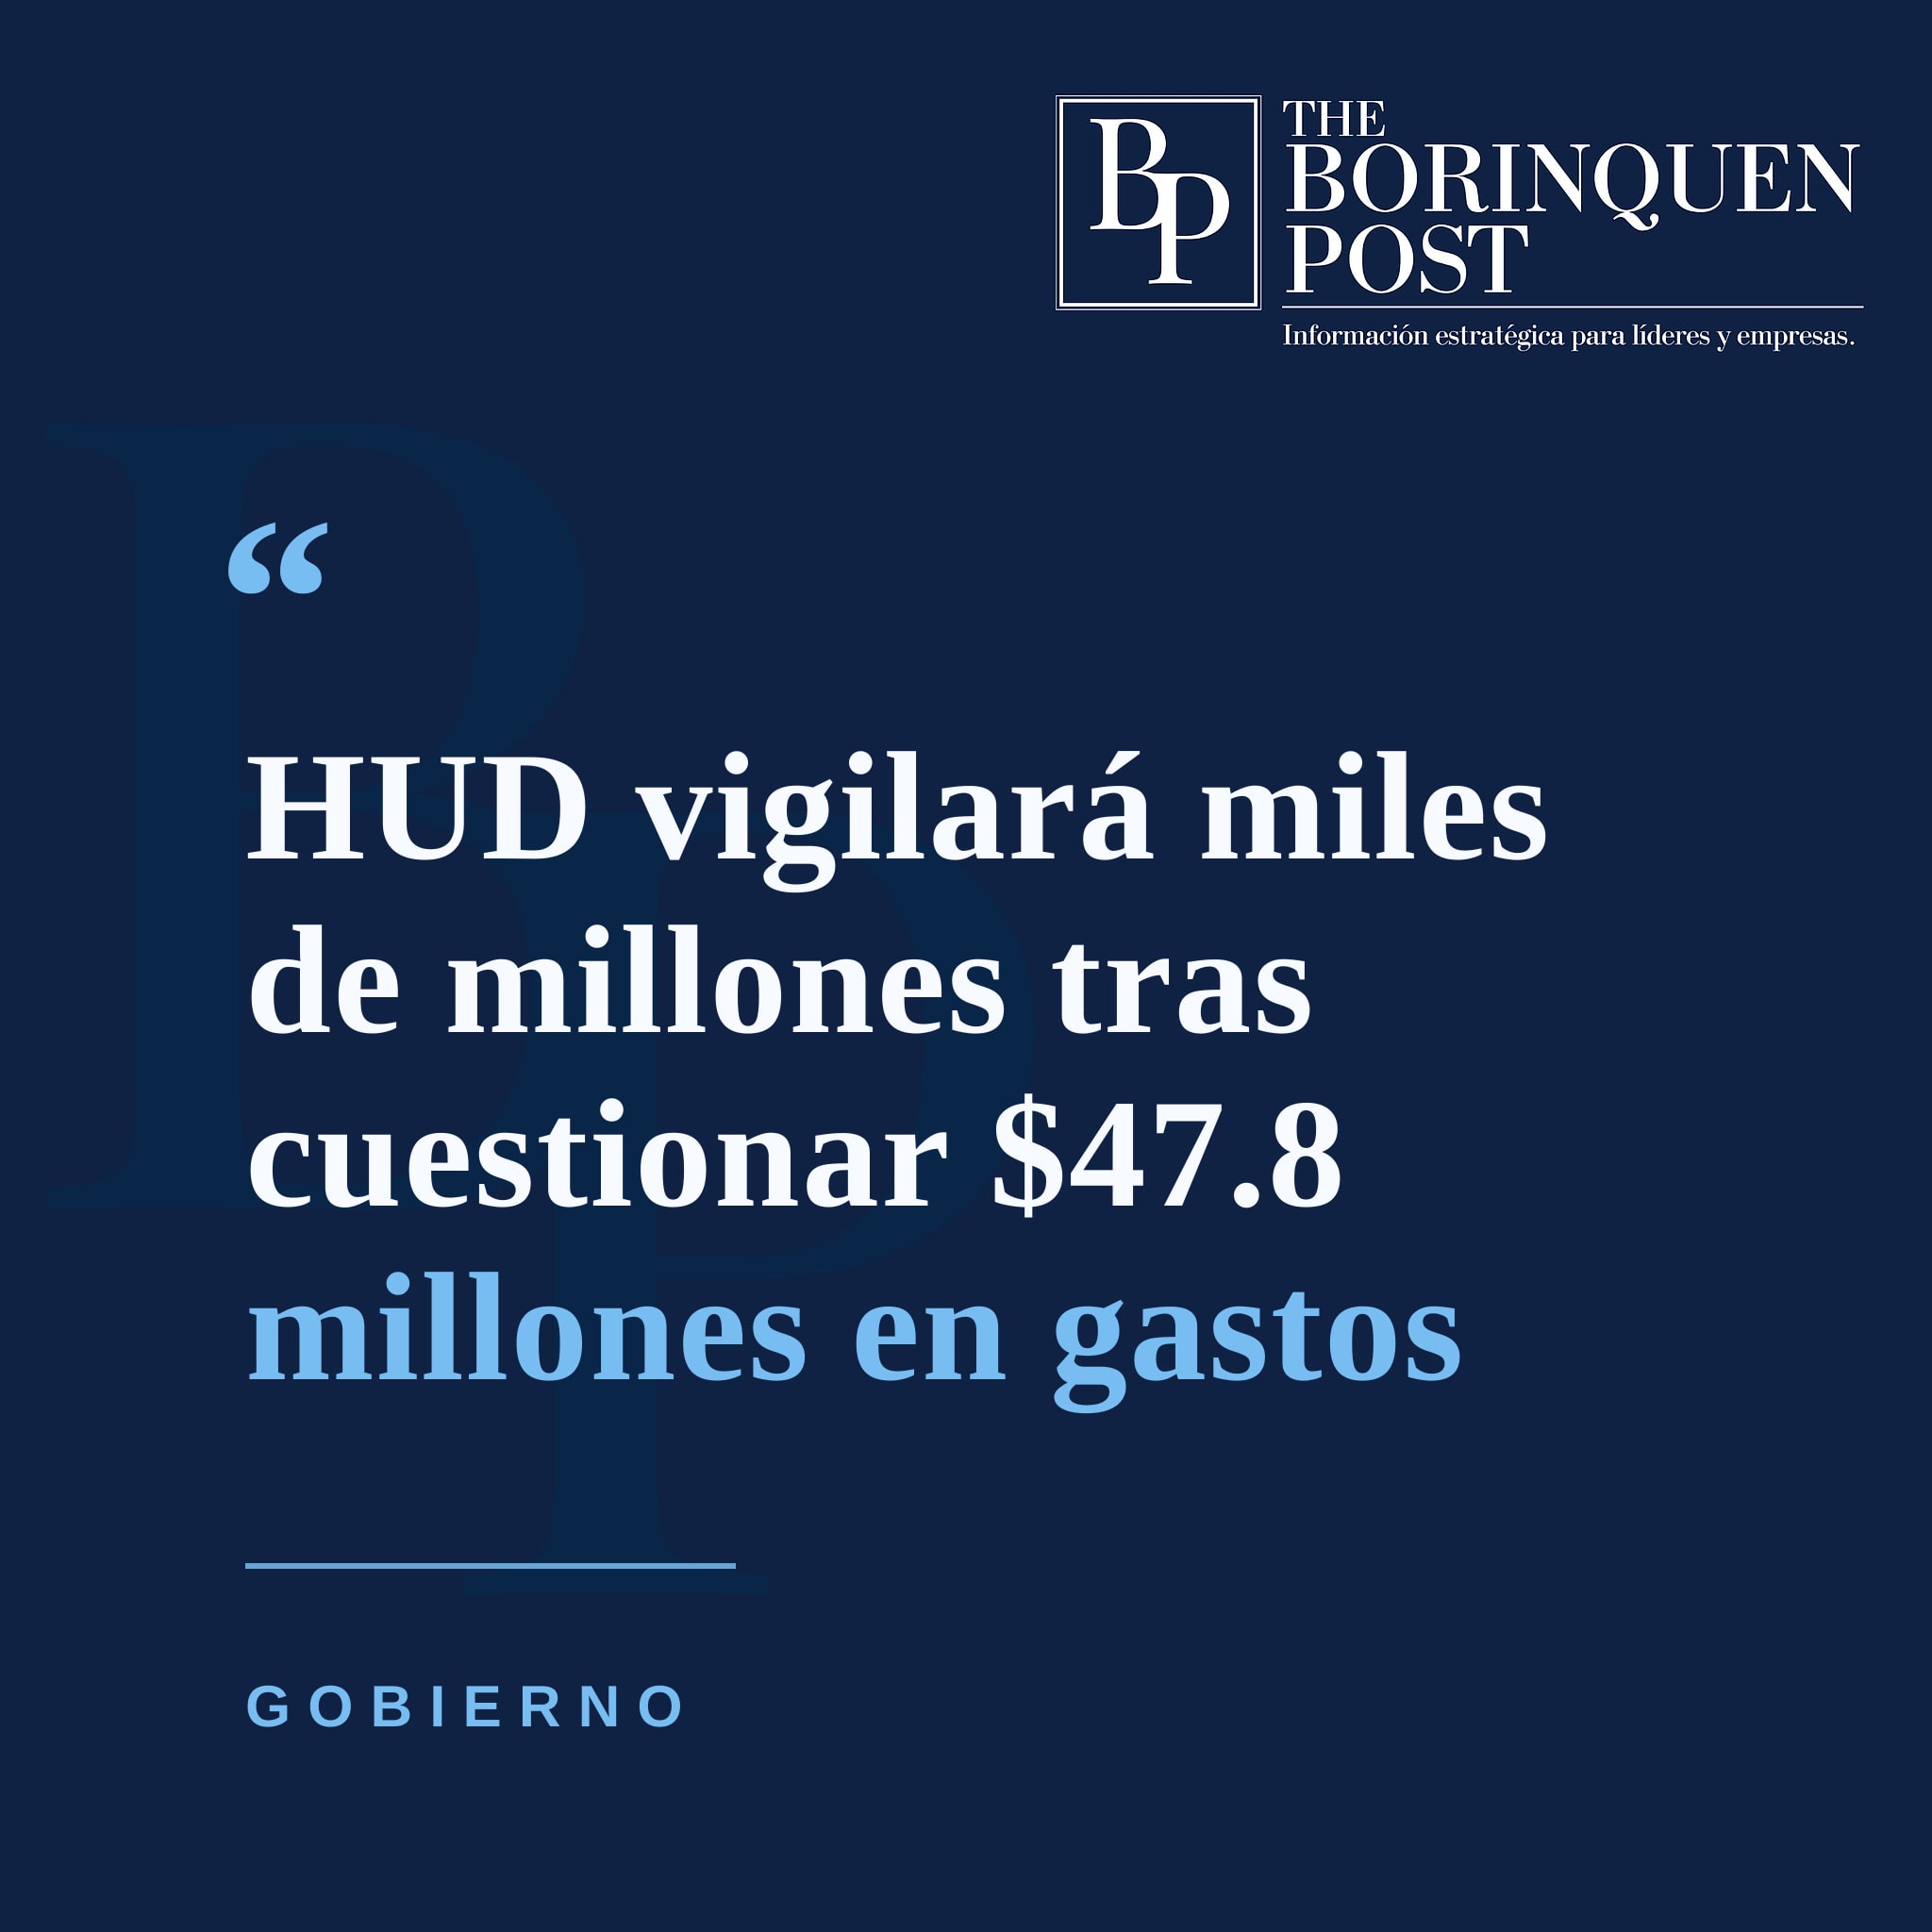 BP
THE
BORINQUEN
POST
Información estratégica para líderes y empresas.
“
HUD vigilará miles
de millones tras
cuestionar $47.8
millones en gastos
GOBIERNO